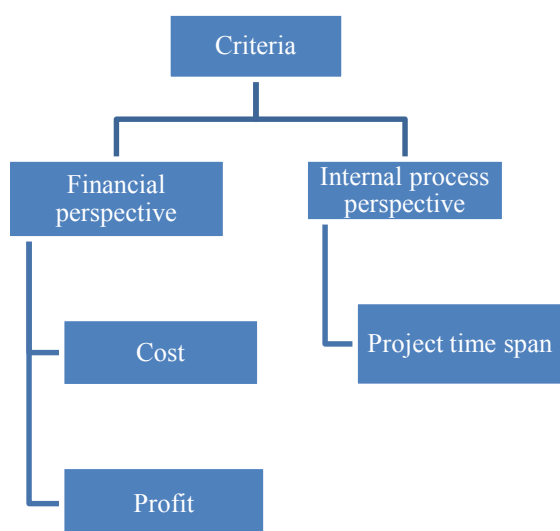 Criteria
Financial
perspective
Internal process
perspective
Cost
Project time span
Profit